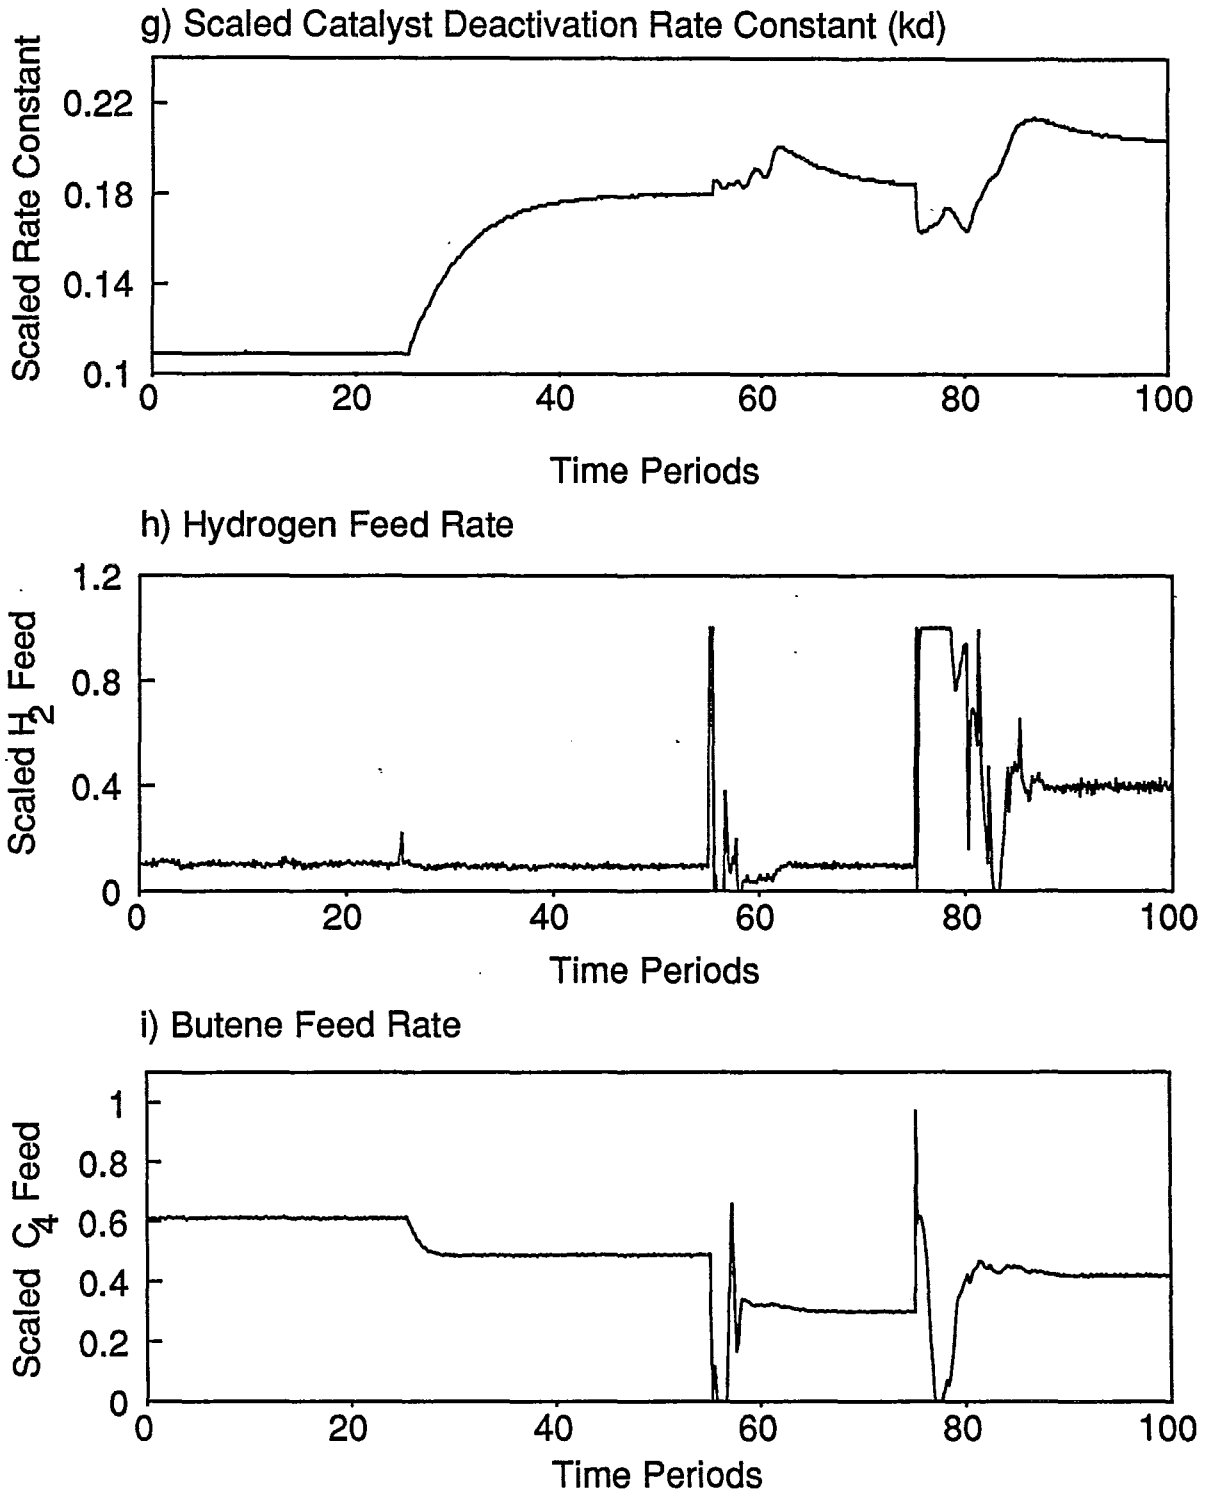 g) Scaled Catalyst Deactivation Rate Constant (kd)
Scaled Rate Constant
0.22
0.18
0.14
0.1
0 20 40 60 80 100
Time Periods
h) Hydrogen Feed Rate
Scaled H2 Feed
1.2
0.8
0.4
0
0 20 40 60 80 100
Time Periods
i) Butene Feed Rate
Scaled C4 Feed
1
0.8
0.6
0.4
0.2
0
0 20 40 60 80 100
Time Periods